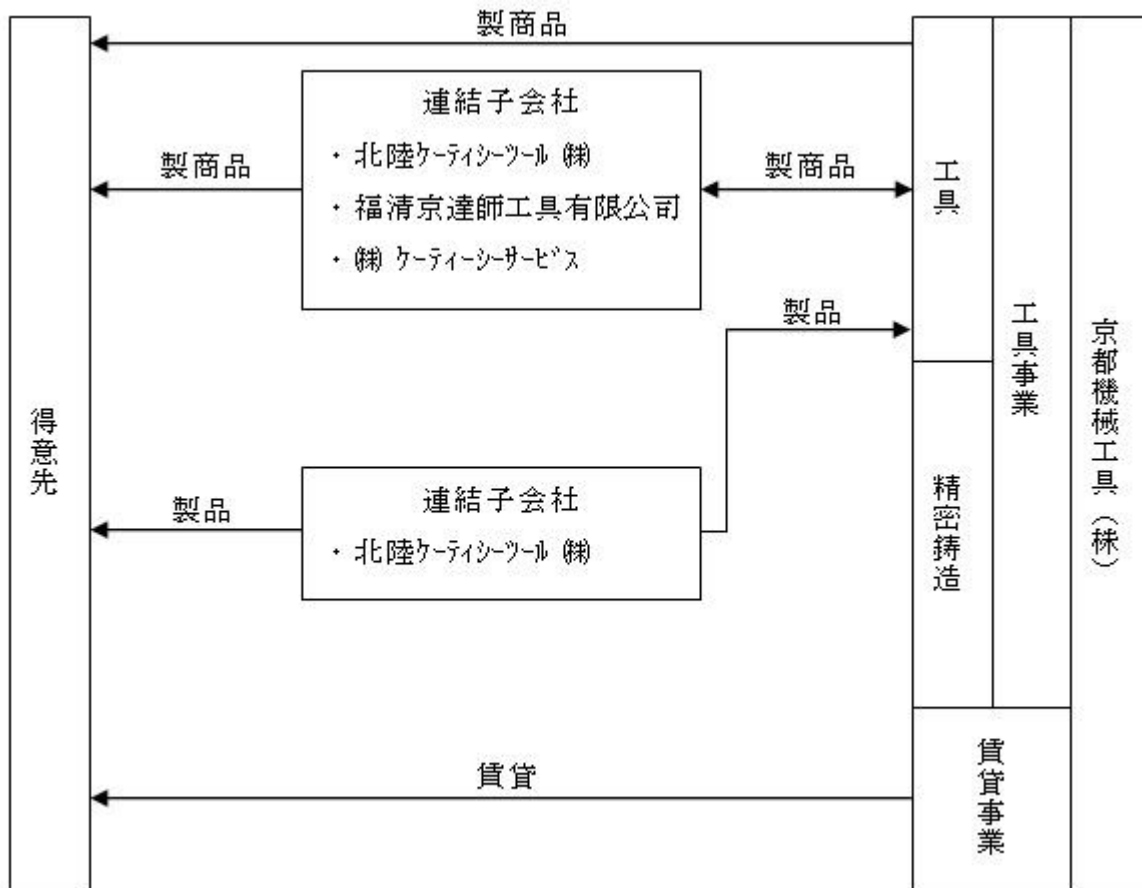 製商品
連結子会社
・ 北陸ｹｰﾃｨｼｰﾂｰﾙ ㈱
・ 福清京達師工具有限公司
・ ㈱ ｹｰﾃｨｰｼｰｻｰﾋﾞｽ
製商品
製商品
工具
製品
工具事業
京都機械工具（株）
得意先
連結子会社
・ 北陸ｹｰﾃｨｼｰﾂｰﾙ ㈱
製品
精密鋳造
賃貸
賃貸事業